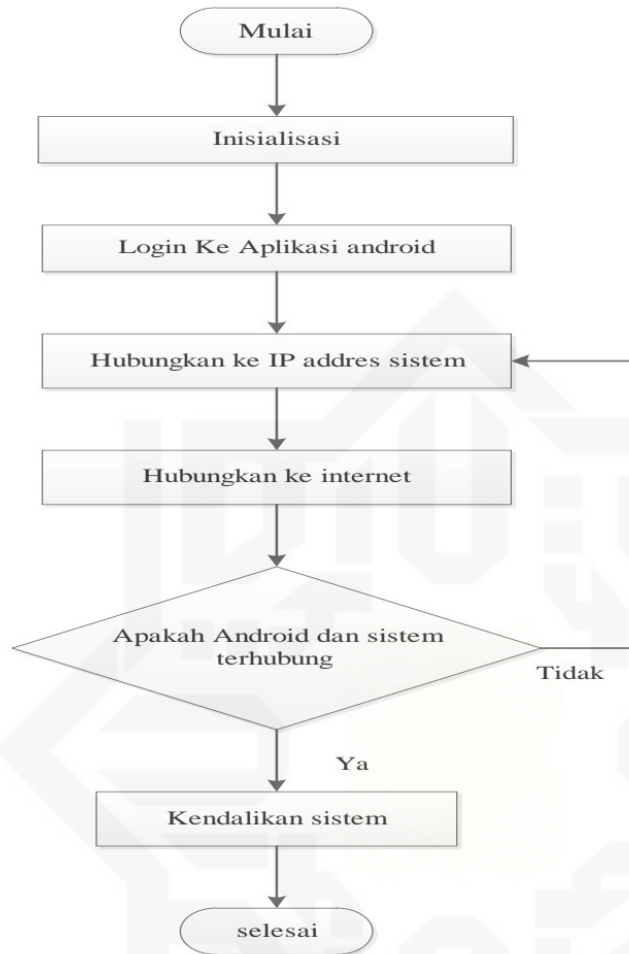 Mulai
Inisialisasi
Login Ke Aplikasi android
Hubungkan ke IP addres sistem
Hubungkan ke internet
Apakah Android dan sistem
terhubung
Tidak
Ya
Kendalikan sistem
selesai